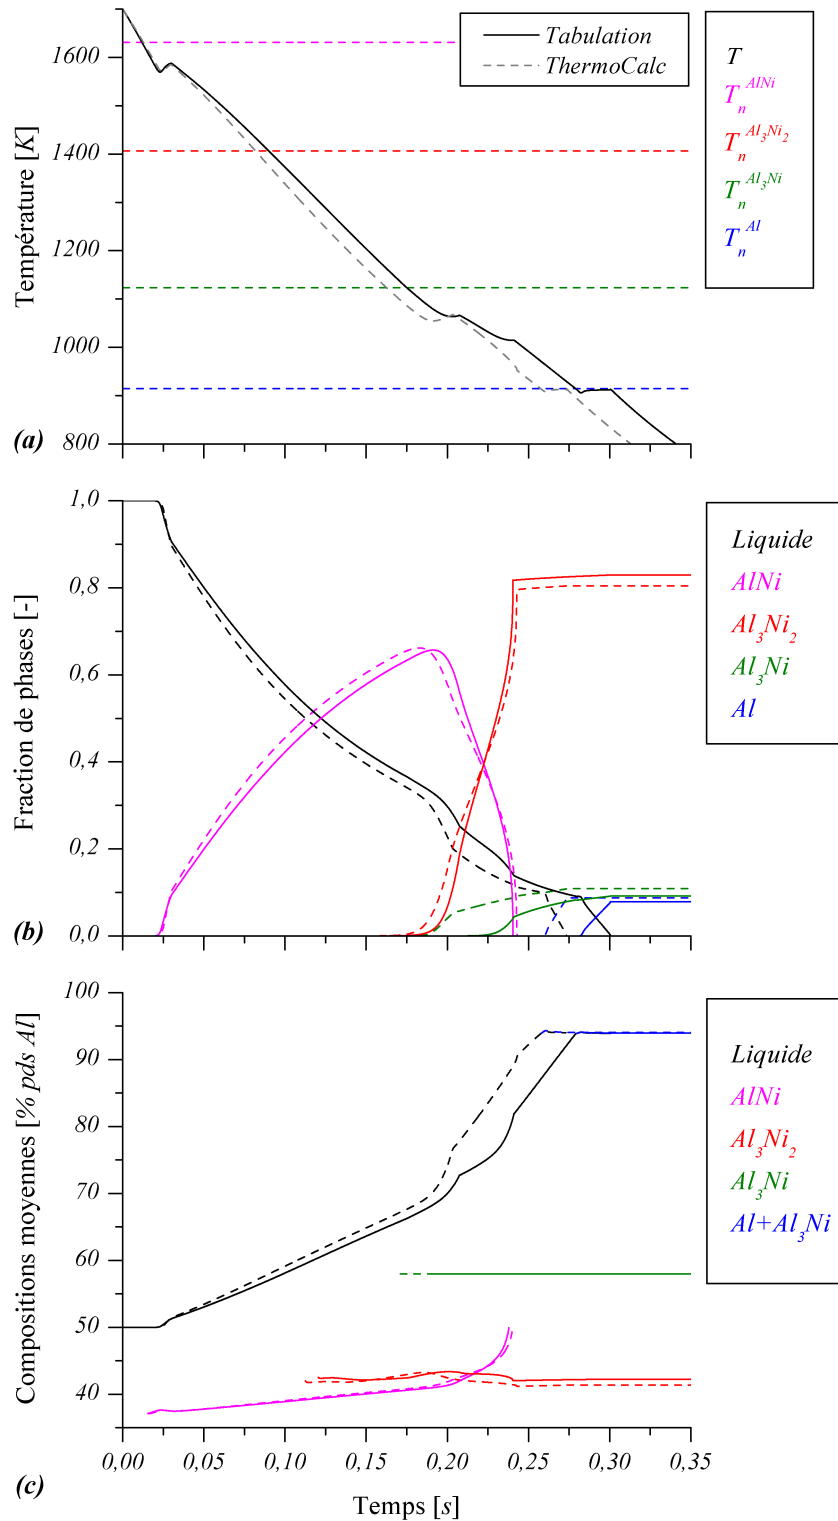 Tabulation
ThermoCalc
T
T_n^AlNi
T_n^Al₃Ni₂
T_n^Al₃Ni
T_n^Al
Température [K]
1600
1400
1200
1000
800
(a)
Liquide
AlNi
Al₃Ni₂
Al₃Ni
Al
Fraction de phases [-]
1,0
0,8
0,6
0,4
0,2
0,0
(b)
Liquide
AlNi
Al₃Ni₂
Al₃Ni
Al+Al₃Ni
Compositions moyennes [% pds Al]
100
90
80
70
60
50
40
0,00 0,05 0,10 0,15 0,20 0,25 0,30 0,35
(c)
Temps [s]